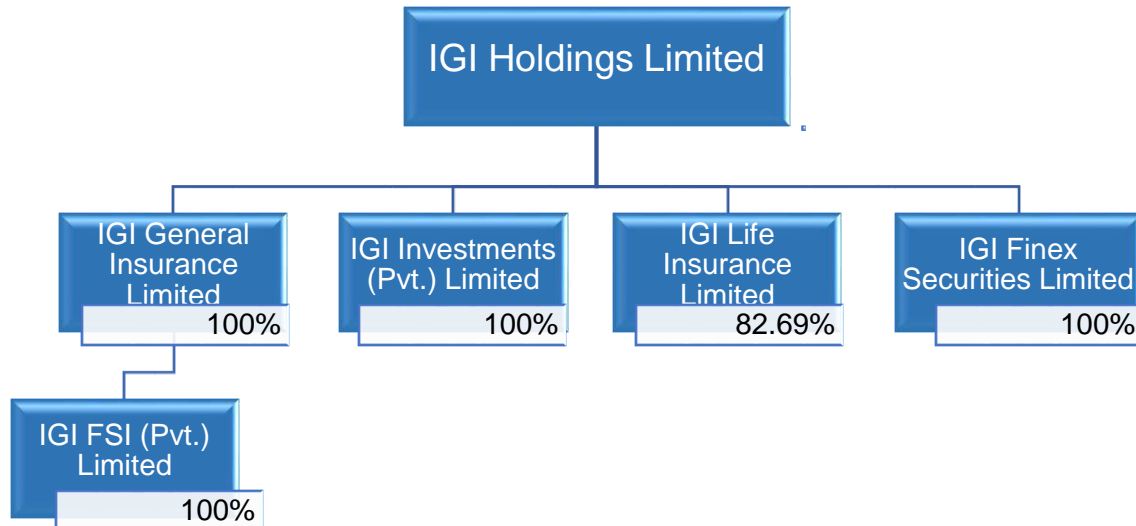 IGI Holdings Limited
IGI General
Insurance
Limited
100%
IGI Investments
(Pvt.) Limited
100%
IGI Life
Insurance
Limited
82.69%
IGI Finex
Securities Limited
100%
IGI FSI (Pvt.)
Limited
100%